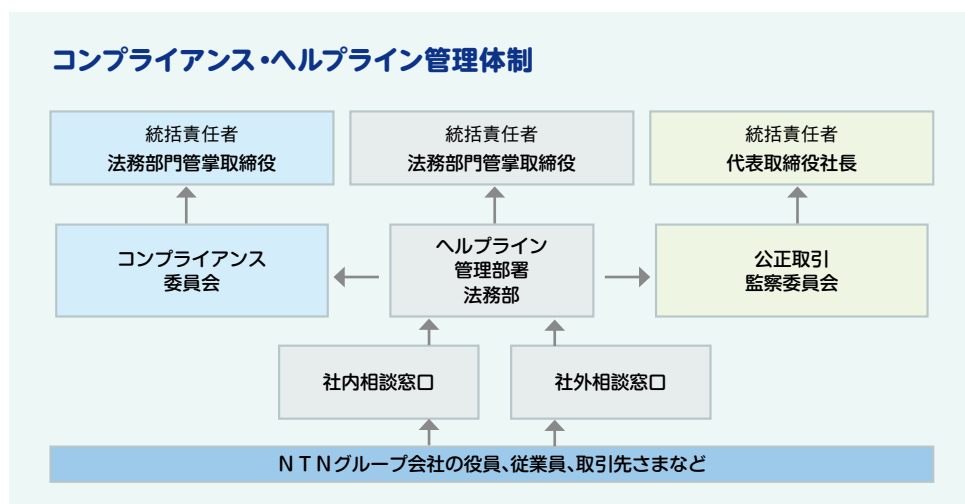 コンプライアンス・ヘルプライン管理体制
統括責任者
法務部門管掌取締役
統括責任者
法務部門管掌取締役
統括責任者
代表取締役社長
コンプライアンス
委員会
ヘルプライン
管理部署
法務部
公正取引
監察委員会
社内相談窓口
社外相談窓口
ＮＴＮグループ会社の役員、従業員、取引先さまなど